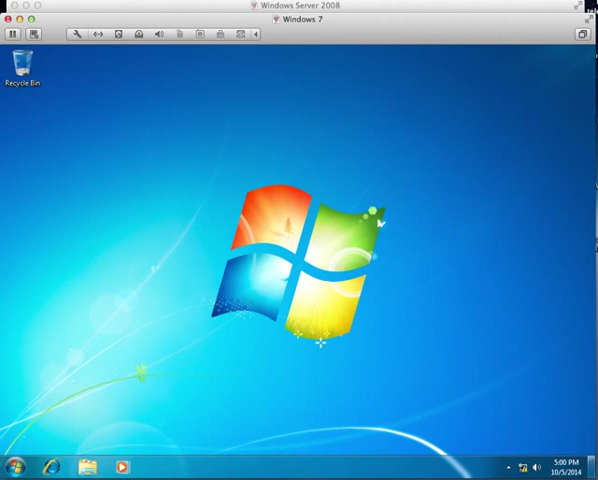 Windows Server 2008
Windows 7
Recycle Bin
5:00 PM
10/5/2014